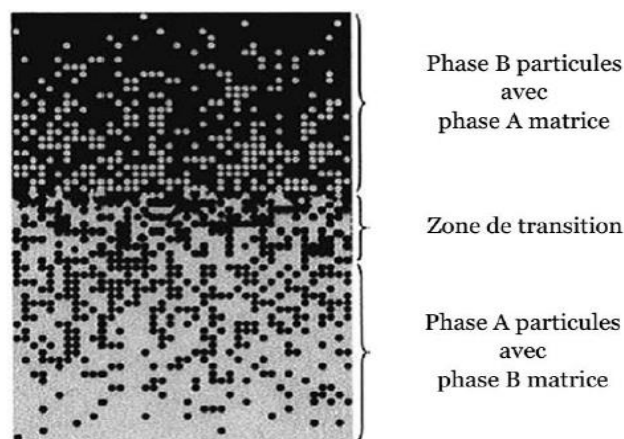 Phase B particules
avec
phase A matrice
Zone de transition
Phase A particules
avec
phase B matrice